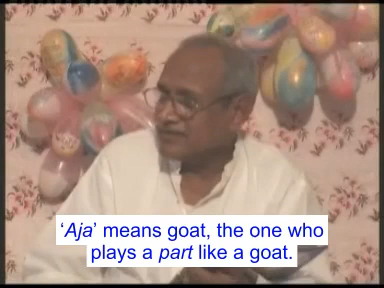 ‘Aja’ means goat, the one who
plays a part like a goat.